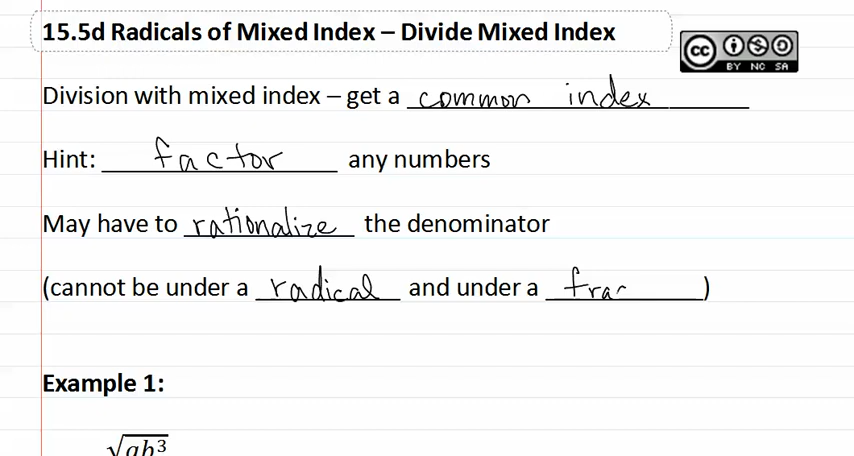 15.5d Radicals of Mixed Index – Divide Mixed Index
cc BY NC SA
Division with mixed index – get a common index
Hint: factor any numbers
May have to rationalize the denominator
(cannot be under a radical and under a frac )
Example 1:
√ab³